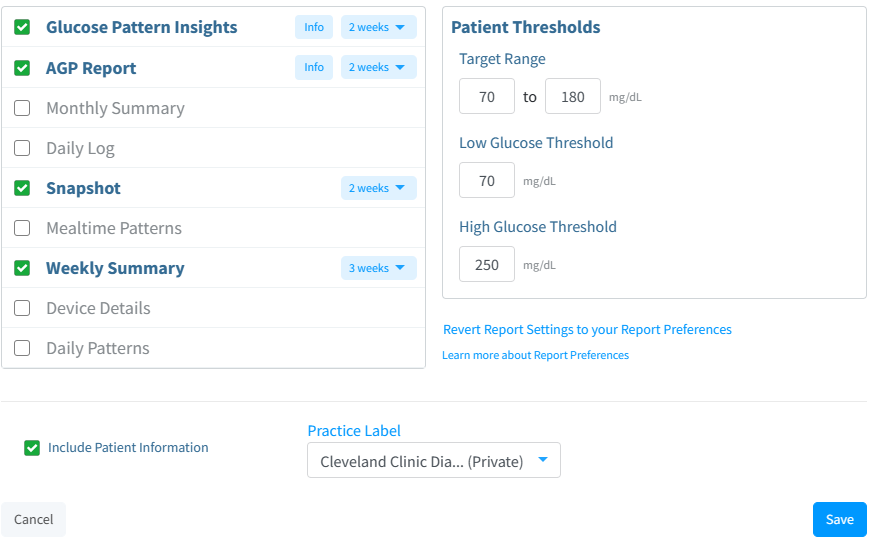 Glucose Pattern Insights Info 2 weeks
AGP Report Info 2 weeks
Monthly Summary
Daily Log
Snapshot 2 weeks
Mealtime Patterns
Weekly Summary 3 weeks
Device Details
Daily Patterns
Patient Thresholds
Target Range
70 to 180 mg/dL
Low Glucose Threshold
70 mg/dL
High Glucose Threshold
250 mg/dL
Revert Report Settings to your Report Preferences
Learn more about Report Preferences
Include Patient Information
Practice Label
Cleveland Clinic Dia... (Private)
Cancel
Save